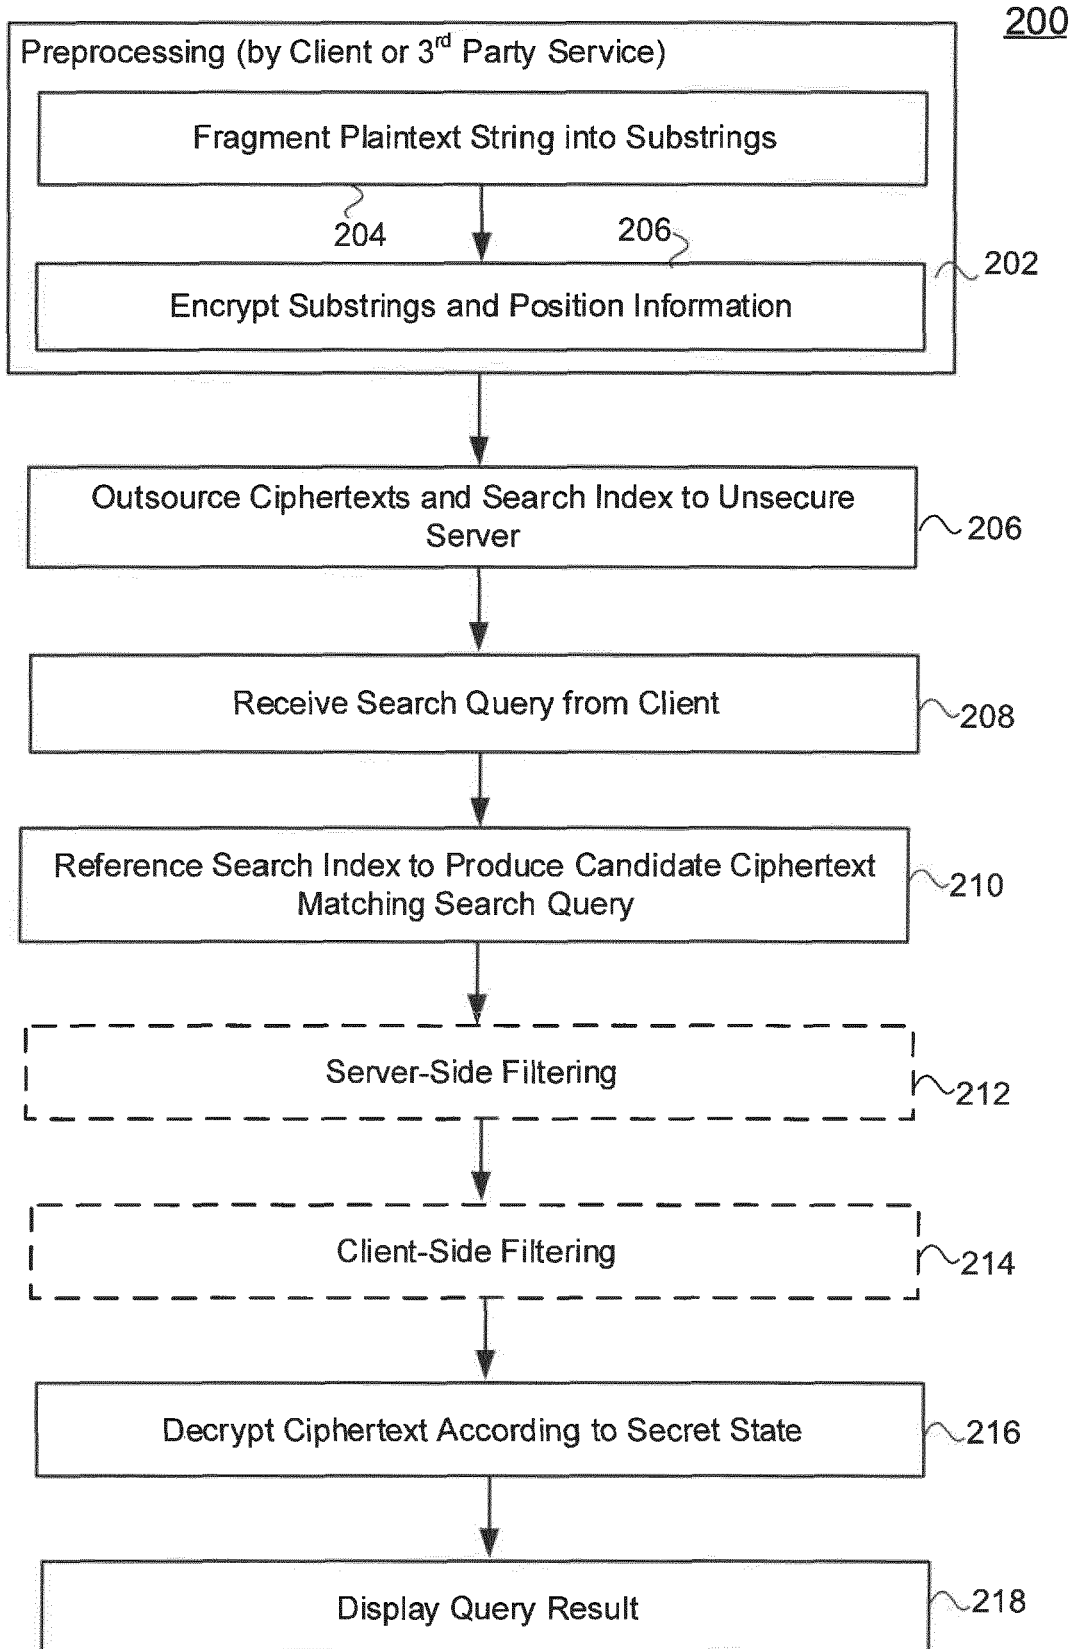 200
Preprocessing (by Client or 3rd Party Service)
Fragment Plaintext String into Substrings
204
206
202
Encrypt Substrings and Position Information
Outsource Ciphertexts and Search Index to Unsecure
Server
206
Receive Search Query from Client
208
Reference Search Index to Produce Candidate Ciphertext
Matching Search Query
210
Server-Side Filtering
212
Client-Side Filtering
214
Decrypt Ciphertext According to Secret State
216
Display Query Result
218